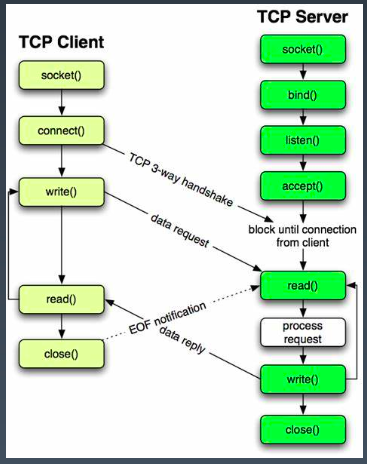 TCP Server
TCP Client
socket()
socket()
bind()
connect()
listen()
TCP 3-way handshake
accept()
write()
data request
block until connection
from client
read()
read()
EOF notification
process
request
data reply
close()
write()
close()